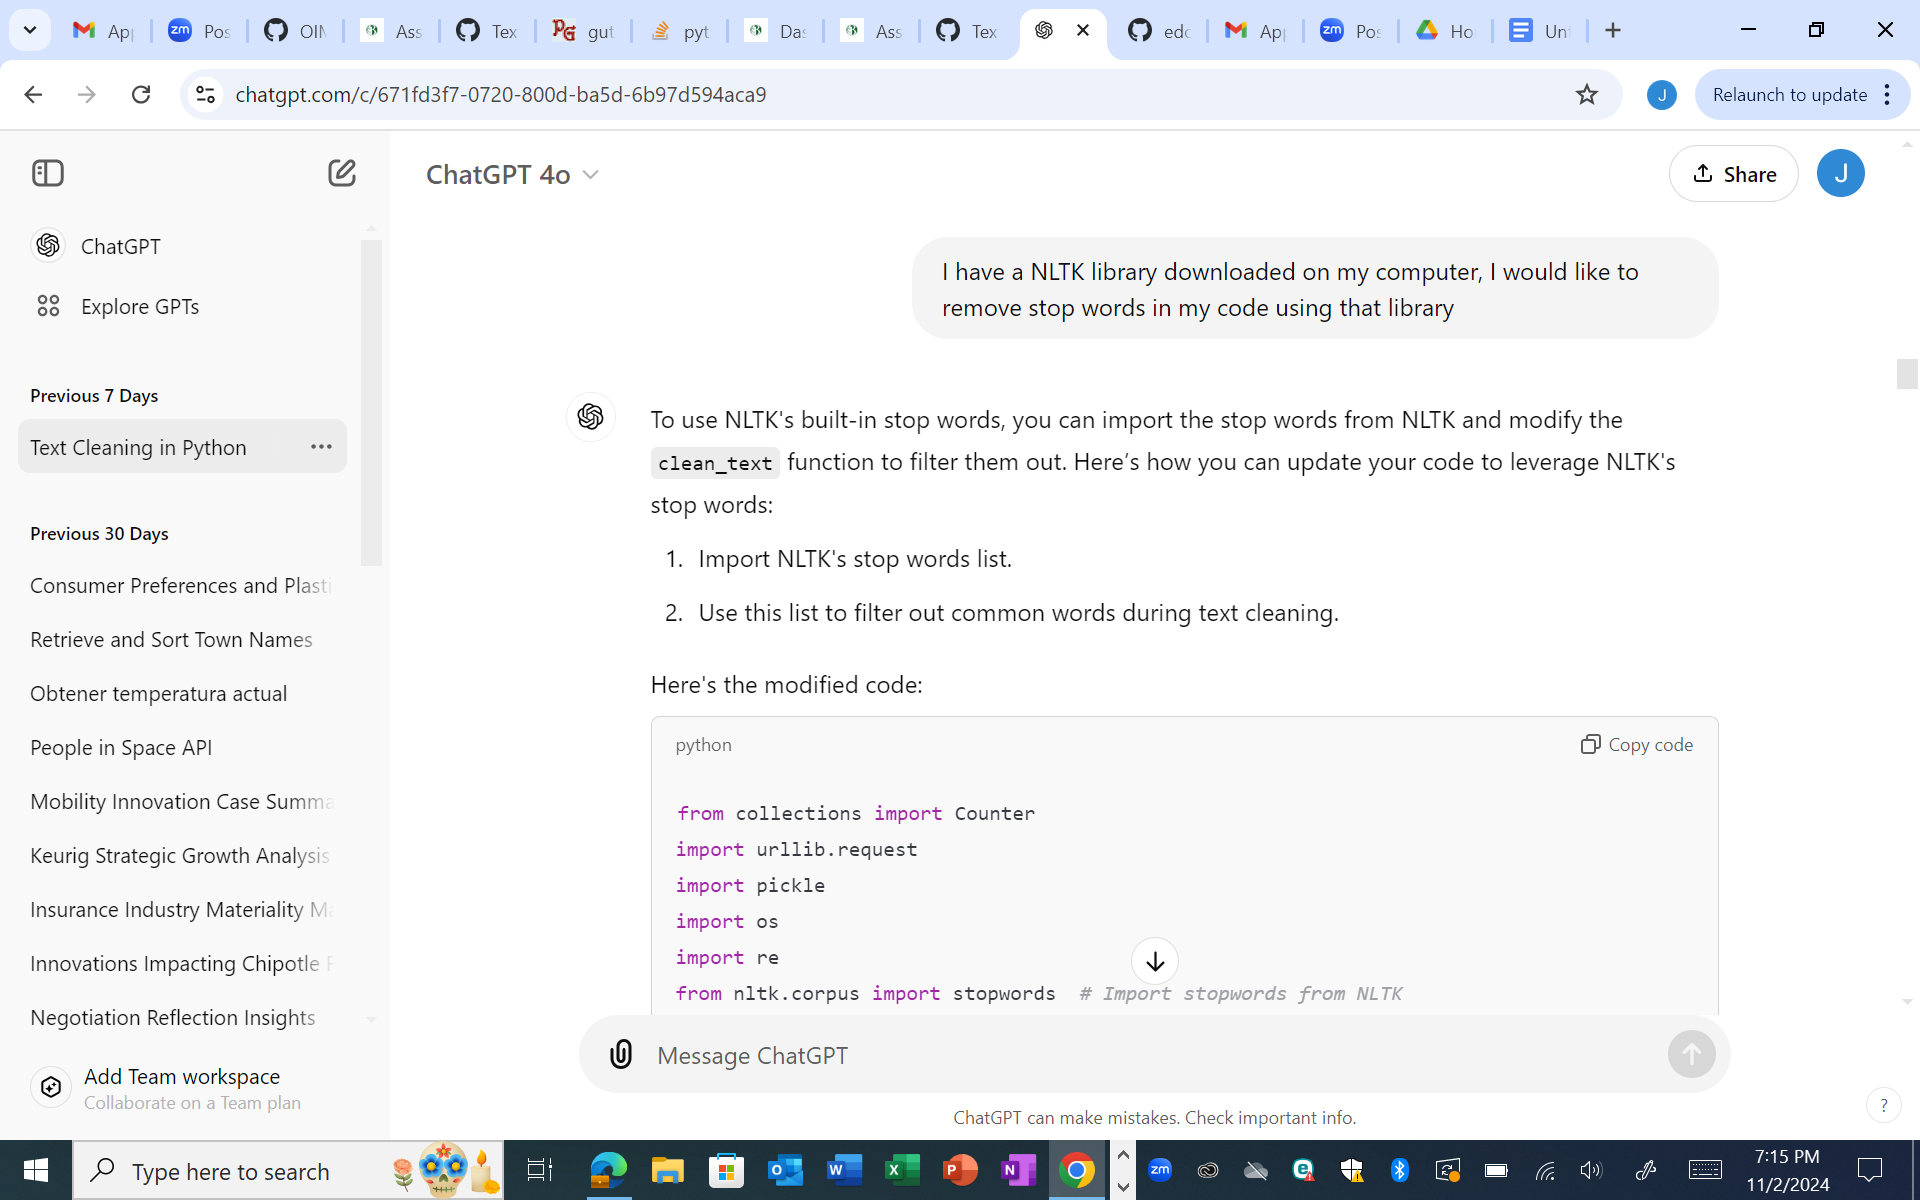 App
Pos
OIM
Ass
Tex
gut
pyt
Das
Ass
Tex
edc
App
Pos
Ho
Un
chatgpt.com/c/671fd3f7-0720-800d-ba5d-6b97d594aca9
J
Relaunch to update
ChatGPT
Explore GPTs
Previous 7 Days
Text Cleaning in Python
Previous 30 Days
Consumer Preferences and Plasti
Retrieve and Sort Town Names
Obtener temperatura actual
People in Space API
Mobility Innovation Case Summa
Keurig Strategic Growth Analysis
Insurance Industry Materiality Ma
Innovations Impacting Chipotle
Negotiation Reflection Insights
Add Team workspace
Collaborate on a Team plan
ChatGPT 4o
Share
J
I have a NLTK library downloaded on my computer, I would like to
remove stop words in my code using that library
To use NLTK's built-in stop words, you can import the stop words from NLTK and modify the
clean_text function to filter them out. Here’s how you can update your code to leverage NLTK's
stop words:
1. Import NLTK's stop words list.
2. Use this list to filter out common words during text cleaning.
Here's the modified code:
python
Copy code
from collections import Counter
import urllib.request
import pickle
import os
import re
from nltk.corpus import stopwords # Import stopwords from NLTK
Message ChatGPT
ChatGPT can make mistakes. Check important info.
?
Type here to search
zm
7:15 PM
11/2/2024